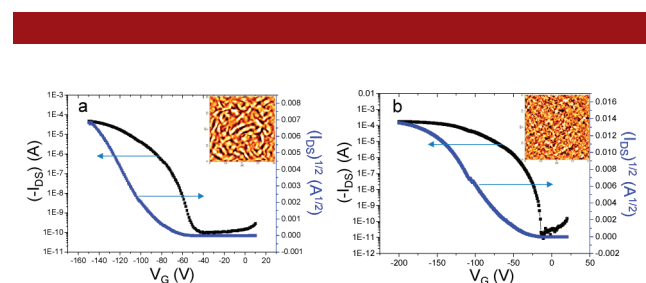 a
1E-3
1E-4
1E-5
1E-6
1E-7
1E-8
1E-9
1E-10
1E-11
(-I_DS) (A)
-160 -140 -120 -100 -80 -60 -40 -20 0 20
V_G (V)
0.008
0.007
0.006
0.005
0.004
0.003
0.002
0.001
0.000
-0.001
(I_DS)^1/2 (A^1/2)
b
0.01
1E-3
1E-4
1E-5
1E-6
1E-7
1E-8
1E-9
1E-10
1E-11
1E-12
(-I_DS) (A)
-200 -150 -100 -50 0 50
V_G (V)
0.016
0.014
0.012
0.010
0.008
0.006
0.004
0.002
0.000
-0.002
(I_DS)^1/2 (A^1/2)